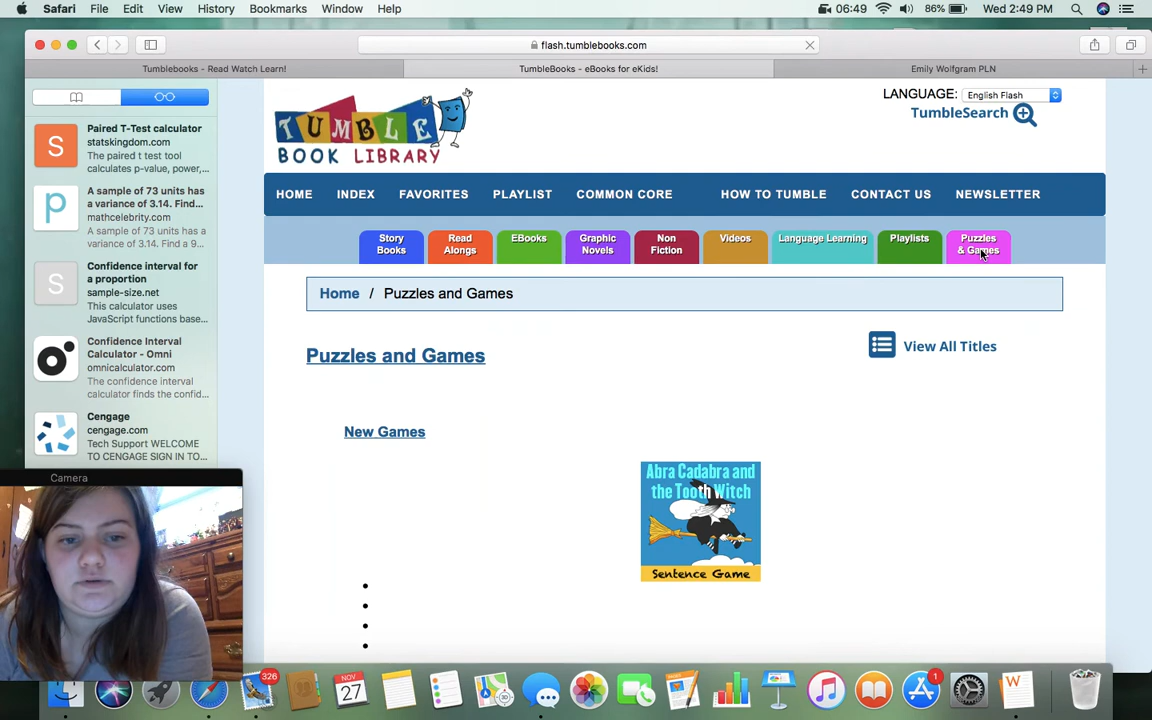 Safari File Edit View History Bookmarks Window Help 06:49 86% Wed 2:49 PM
flash.tumblebooks.com
Tumblebooks - Read Watch Learn! TumbleBooks - eBooks for eKids! Emily Wolfgram PLN
Paired T-Test calculator
statskingdom.com
The paired t test tool
calculates p-value, power,...
A sample of 73 units has
a variance of 3.14. Find...
mathcelebrity.com
A sample of 73 units has a
variance of 3.14. Find a 9...
Confidence interval for
a proportion
sample-size.net
This calculator uses
JavaScript functions base...
Confidence Interval
Calculator - Omni
omnicalculator.com
The confidence interval
calculator finds the confid...
Cengage
cengage.com
Tech Support WELCOME
TO CENGAGE SIGN IN TO...
S
p
S
TUMBLE
BOOK LIBRARY
LANGUAGE: English Flash
TumbleSearch
HOME INDEX FAVORITES PLAYLIST COMMON CORE HOW TO TUMBLE CONTACT US NEWSLETTER
Story
Books
Read
Alongs
EBooks
Graphic
Novels
Non
Fiction
Videos
Language Learning
Playlists
Puzzles
& Games
Home / Puzzles and Games
Puzzles and Games
View All Titles
New Games
Abra Cadabra and
the Tooth Witch
Sentence Game
Camera
326
NOV
27
1
W